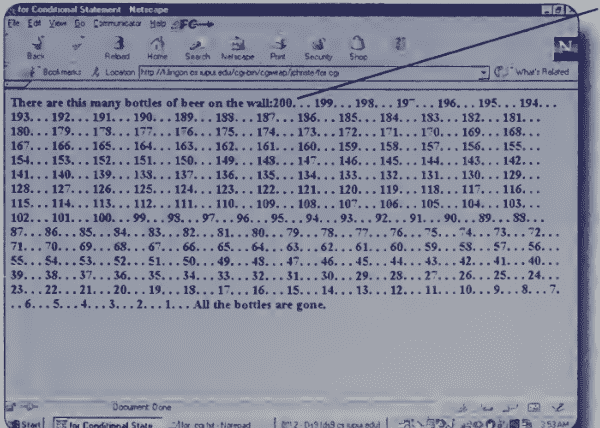 for Conditional Statement - Netscape
File Edit View Go Communicator Help
Back Reload Home Search Netscape Print Security Shop
Bookmarks Location What's Related
There are this many bottles of beer on the wall:200... 199... 198... 197... 196... 195... 194...
193... 192... 191... 190... 189... 188... 187... 186... 185... 184... 183... 182... 181...
180... 179... 178... 177... 176... 175... 174... 173... 172... 171... 170... 169... 168...
167... 166... 165... 164... 163... 162... 161... 160... 159... 158... 157... 156... 155...
154... 153... 152... 151... 150... 149... 148... 147... 146... 145... 144... 143... 142...
141... 140... 139... 138... 137... 136... 135... 134... 133... 132... 131... 130... 129...
128... 127... 126... 125... 124... 123... 122... 121... 120... 119... 118... 117... 116...
115... 114... 113... 112... 111... 110... 109... 108... 107... 106... 105... 104... 103...
102... 101... 100... 99... 98... 97... 96... 95... 94... 93... 92... 91... 90... 89... 88...
87... 86... 85... 84... 83... 82... 81... 80... 79... 78... 77... 76... 75... 74... 73... 72...
71... 70... 69... 68... 67... 66... 65... 64... 63... 62... 61... 60... 59... 58... 57... 56...
55... 54... 53... 52... 51... 50... 49... 48... 47... 46... 45... 44... 43... 42... 41... 40...
39... 38... 37... 36... 35... 34... 33... 32... 31... 30... 29... 28... 27... 26... 25... 24...
23... 22... 21... 20... 19... 18... 17... 16... 15... 14... 13... 12... 11... 10... 9... 8... 7.
.. 6... 5... 4... 3... 2... 1... All the bottles are gone.
Document: Done
Start for Conditional State 2:53 AM